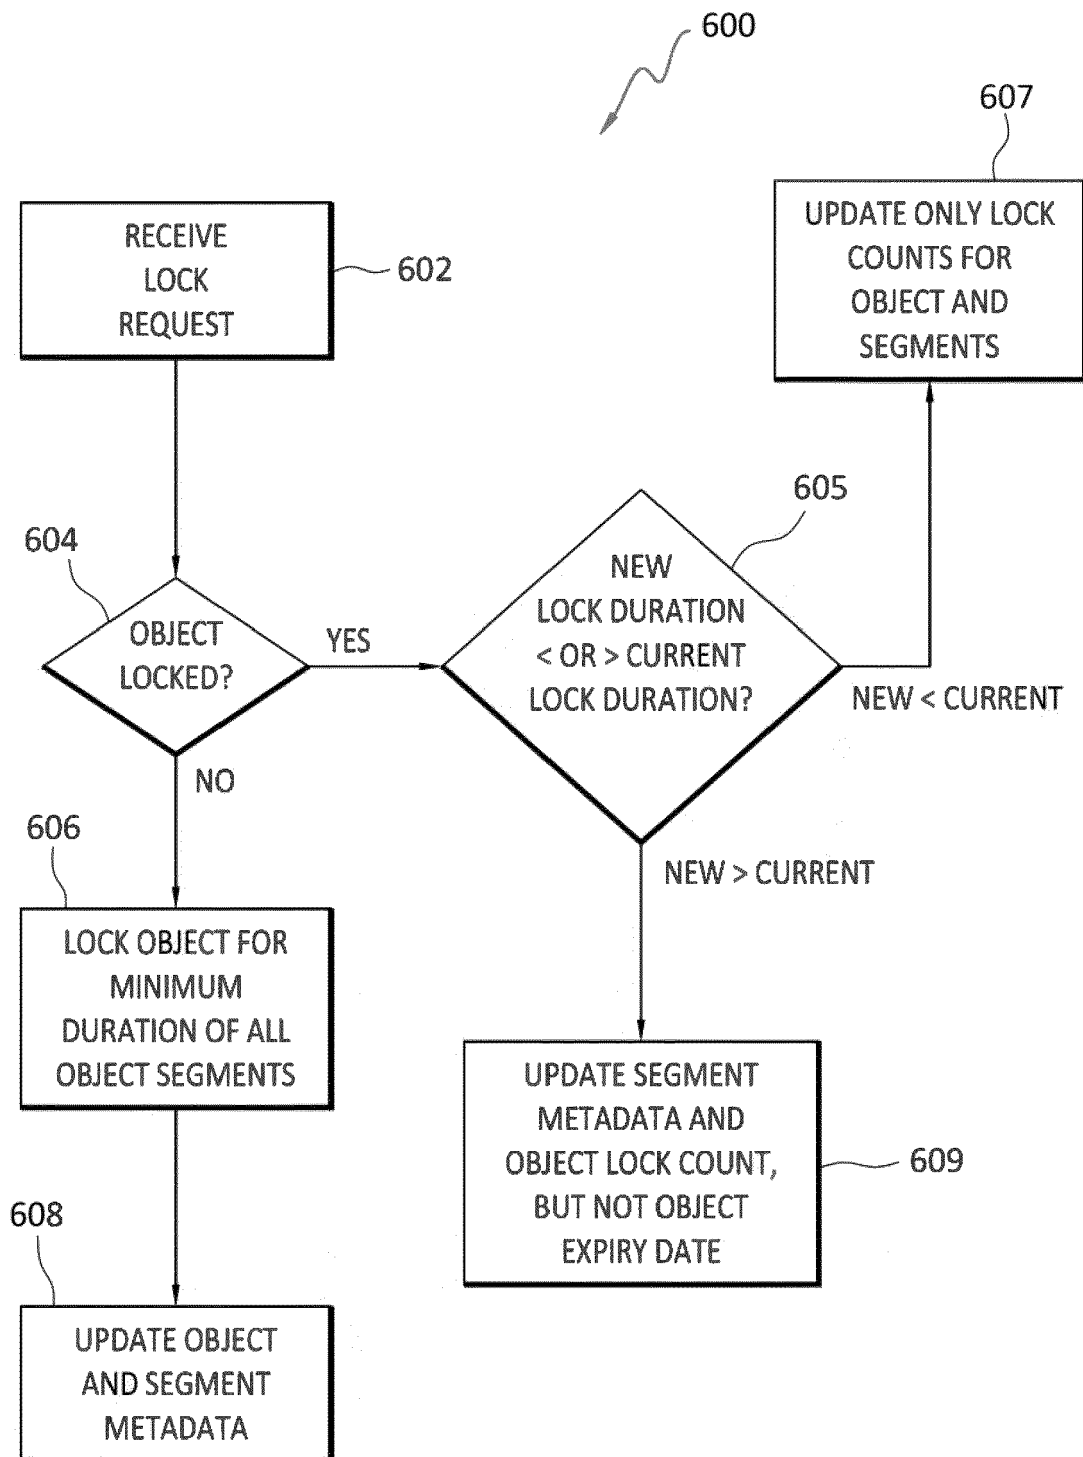 600
607
UPDATE ONLY LOCK
COUNTS FOR
OBJECT AND
SEGMENTS
RECEIVE
LOCK
REQUEST
602
604
OBJECT
LOCKED?
YES
NO
605
NEW
LOCK DURATION
< OR > CURRENT
LOCK DURATION?
NEW < CURRENT
NEW > CURRENT
606
LOCK OBJECT FOR
MINIMUM
DURATION OF ALL
OBJECT SEGMENTS
UPDATE SEGMENT
METADATA AND
OBJECT LOCK COUNT,
BUT NOT OBJECT
EXPIRY DATE
609
608
UPDATE OBJECT
AND SEGMENT
METADATA